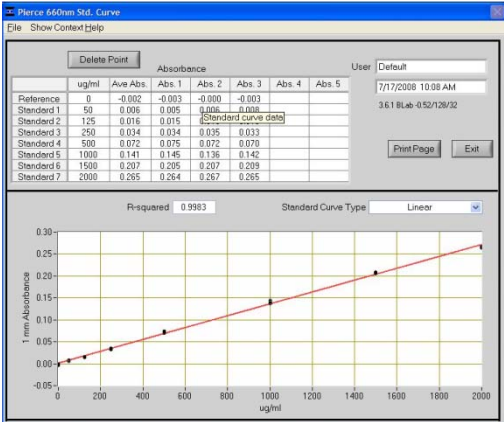 Pierce 660nm Std. Curve
File Show Context Help
Delete Point
Absorbance
User Default
ug/ml Ave Abs. Abs. 1 Abs. 2 Abs. 3 Abs. 4 Abs. 5
7/17/2008 10:08 AM
Reference 0 -0.002 -0.003 -0.000 -0.003
3.6.1 8Lab -0.52/128/32
Standard 1 50 0.006 0.005 0.006 0.008
Standard 2 125 0.016 0.015
Standard curve data
Standard 3 250 0.034 0.034 0.035 0.033
Standard 4 500 0.072 0.075 0.072 0.070
Print Page Exit
Standard 5 1000 0.141 0.145 0.136 0.142
Standard 6 1500 0.207 0.205 0.207 0.209
Standard 7 2000 0.265 0.264 0.267 0.265
R-squared 0.9983 Standard Curve Type Linear
1 mm Absorbance
0.30
0.25
0.20
0.15
0.10
0.05
0.00
-0.05
0 200 400 600 800 1000 1200 1400 1600 1800 2000
ug/ml